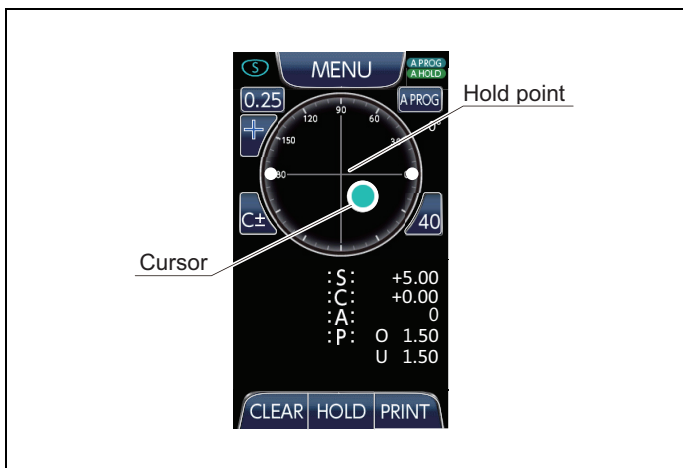 S MENU A PROG
A HOLD
0.25 A PROG
Hold point
120 90 60
0°
150 30
180 0
C± 40
Cursor
:S: +5.00
:C: +0.00
:A: 0
:P: O 1.50
U 1.50
CLEAR HOLD PRINT